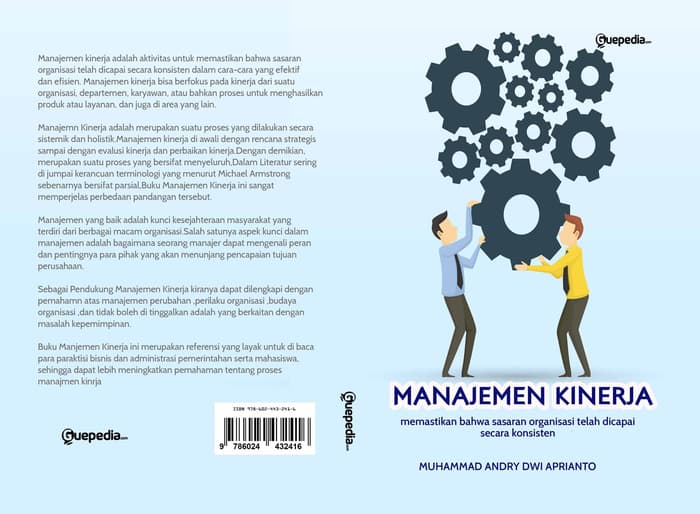 Manajemen kinerja adalah aktivitas untuk memastikan bahwa sasaran
organisasi telah dicapai secara konsisten dalam cara-cara yang efektif
dan efisien. Manajemen kinerja bisa berfokus pada kinerja dari suatu
organisasi, departemen, karyawan, atau bahkan proses untuk menghasilkan
produk atau layanan, dan juga di area yang lain.
Manajemn Kinerja adalah merupakan suatu proses yang dilakukan secara
sistemik dan holistik,Manajemen kinerja di awali dengan rencana strategis
sampai dengan evalusi kinerja dan perbaikan kinerja.Dengan demikian,
merupakan suatu proses yang bersifat menyeluruh,Dalam Literatur sering
di jumpai kerancuan terminologi yang menurut Michael Armstrong
sebenarnya bersifat parsial,Buku Manajemen Kinerja ini sangat
memperjelas perbedaan pandangan tersebut.
Manajemen yang baik adalah kunci kesejahteraan masyarakat yang
terdiri dari berbagai macam organisasi.Salah satunya aspek kunci dalam
manajemen adalah bagaimana seorang manajer dapat mengenali peran
dan pentingnya para pihak yang akan menunjang pencapaian tujuan
perusahaan.
Sebagai Pendukung Manajemen Kinerja kiranya dapat dilengkapi dengan
pemahamn atas manajemen perubahan ,perilaku organisasi ,budaya
organisasi ,dan tidak boleh di tinggalkan adalah yang berkaitan dengan
masalah kepemimpinan.
Buku Manjemen Kinerja ini merupakan referensi yang layak untuk di baca
para paraktisi bisnis dan administrasi pemerintahan serta mahasiswa,
sehingga dapat lebih meningkatkan pemahaman tentang proses
manajmen kinrja
Guepedia.com
ISBN 978-602-443-241-6
9 786024 432416
Guepedia.com
Guepedia.com
MANAJEMEN KINERJA
memastikan bahwa sasaran organisasi telah dicapai
secara konsisten
MUHAMMAD ANDRY DWI APRIANTO